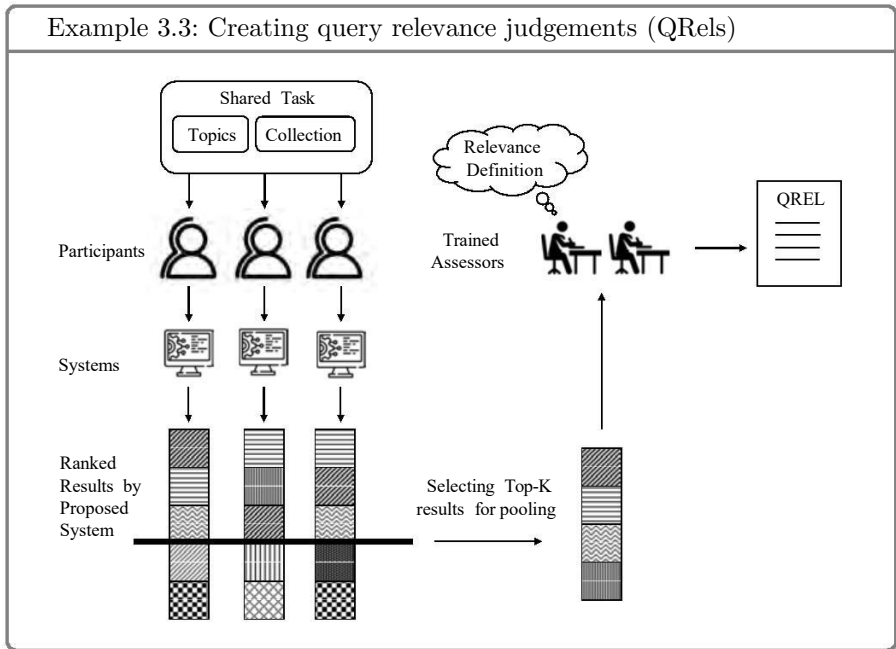 Example 3.3: Creating query relevance judgements (QRels)
Shared Task
Topics
Collection
Participants
Systems
Ranked
Results by
Proposed
System
Selecting Top-K
results for pooling
Relevance
Definition
Trained
Assessors
QREL